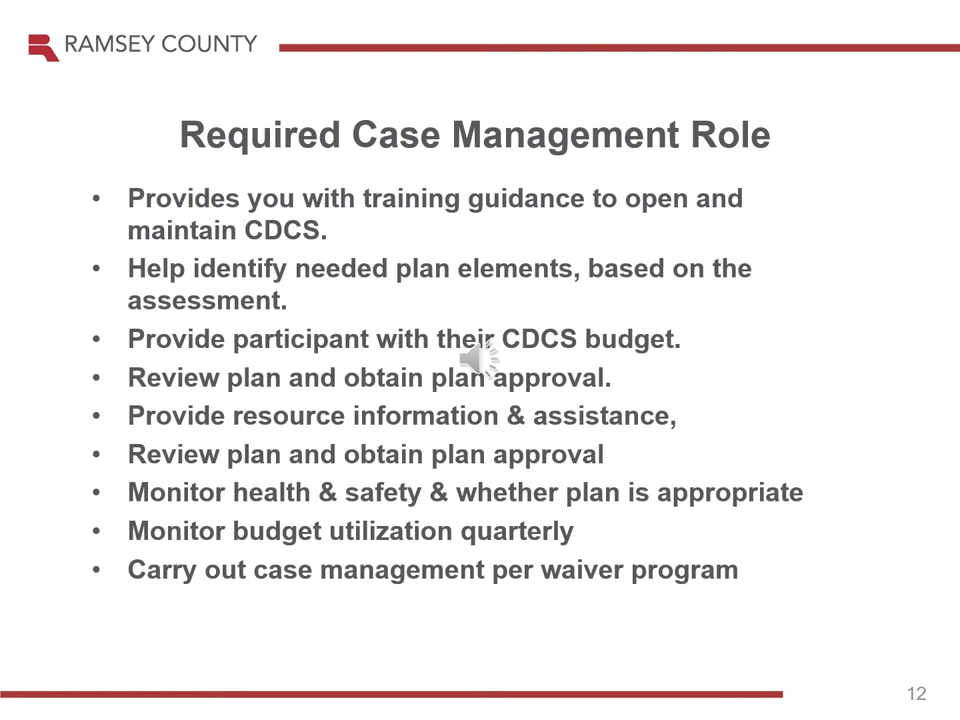 RAMSEY COUNTY
Required Case Management Role
• Provides you with training guidance to open and
maintain CDCS.
• Help identify needed plan elements, based on the
assessment.
• Provide participant with their CDCS budget.
• Review plan and obtain plan approval.
• Provide resource information & assistance,
• Review plan and obtain plan approval
• Monitor health & safety & whether plan is appropriate
• Monitor budget utilization quarterly
• Carry out case management per waiver program
12